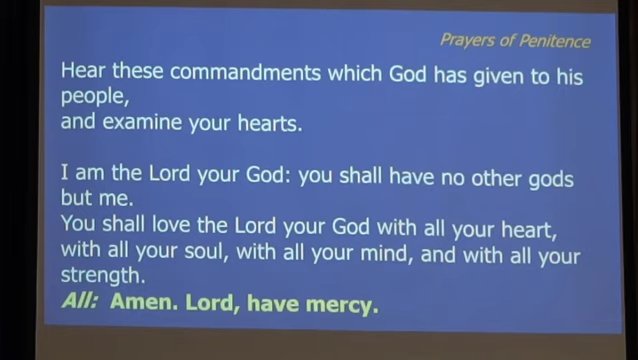 Prayers of Penitence
Hear these commandments which God has given to his
people,
and examine your hearts.
I am the Lord your God: you shall have no other gods
but me.
You shall love the Lord your God with all your heart,
with all your soul, with all your mind, and with all your
strength.
All: Amen. Lord, have mercy.